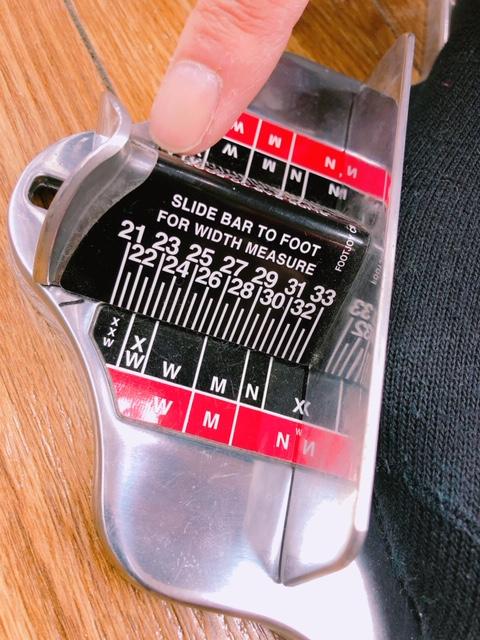 W M N
W M N
SLIDE BAR TO FOOT
FOR WIDTH MEASURE
21 23 25 27 29 31 33
22 24 26 28 30 32
XXW XW W M N
W M N